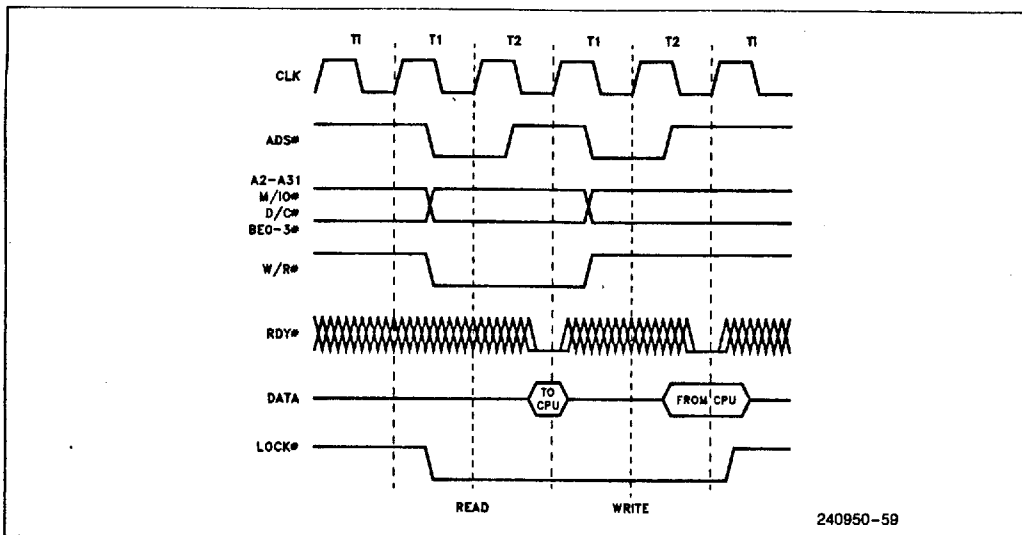 Ti T1 T2 T1 T2 Ti
CLK
ADS#
A2-A31
M/IO#
D/C#
BE0-3#
W/R#
RDY#
DATA
TO
CPU
FROM CPU
LOCK#
READ WRITE
240950-59